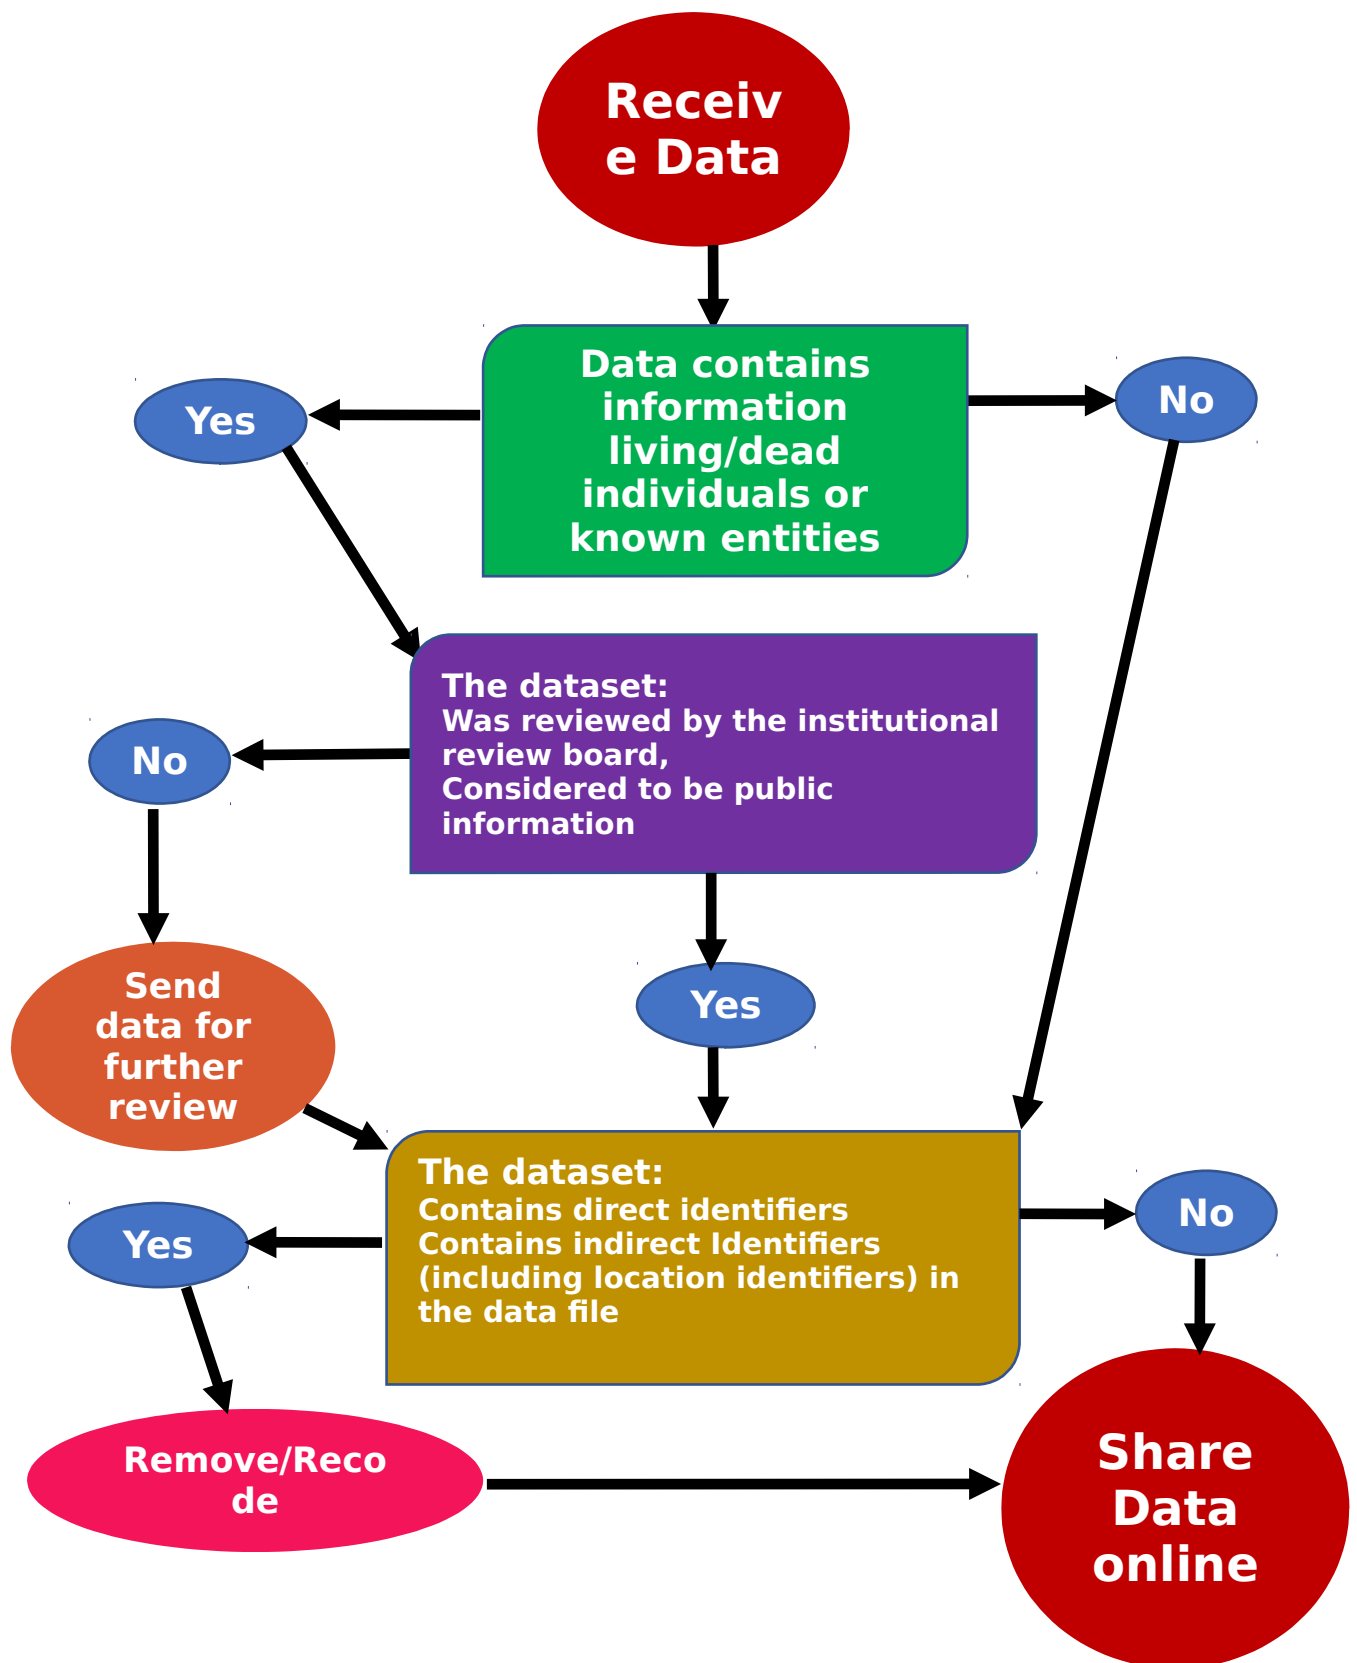 Receiv
e Data
Data contains
information
living/dead
individuals or
known entities
Yes
No
The dataset:
Was reviewed by the institutional
review board,
Considered to be public
information
No
Send
data for
further
review
Yes
The dataset:
Contains direct identifiers
Contains indirect Identifiers
(including location identifiers) in
the data file
Yes
No
Remove/Reco
de
Share
Data
online